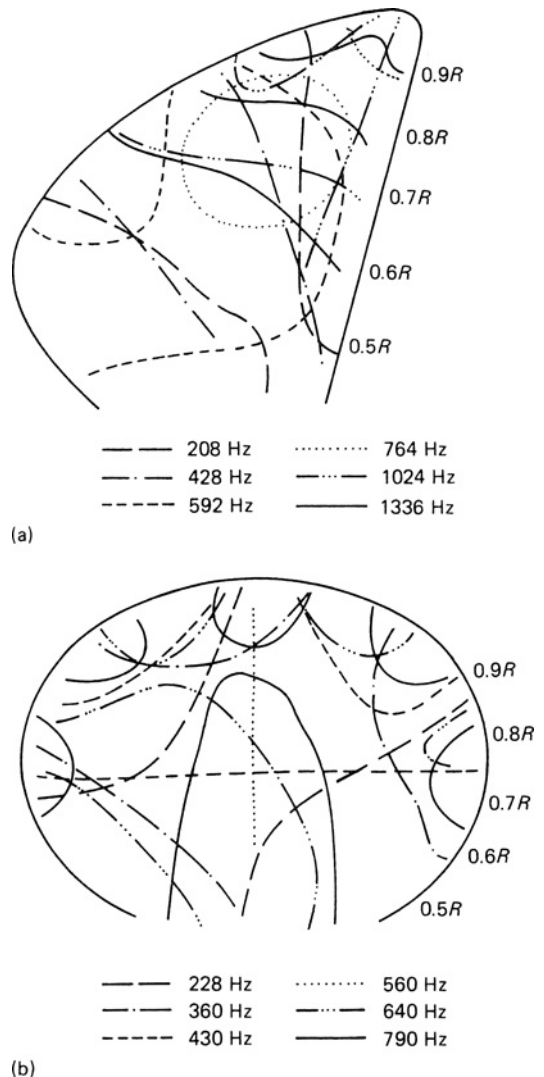 0.9R
0.8R
0.7R
0.6R
0.5R
208 Hz 764 Hz
428 Hz 1024 Hz
592 Hz 1336 Hz
(a)
0.9R
0.8R
0.7R
0.6R
0.5R
228 Hz 560 Hz
360 Hz 640 Hz
430 Hz 790 Hz
(b)